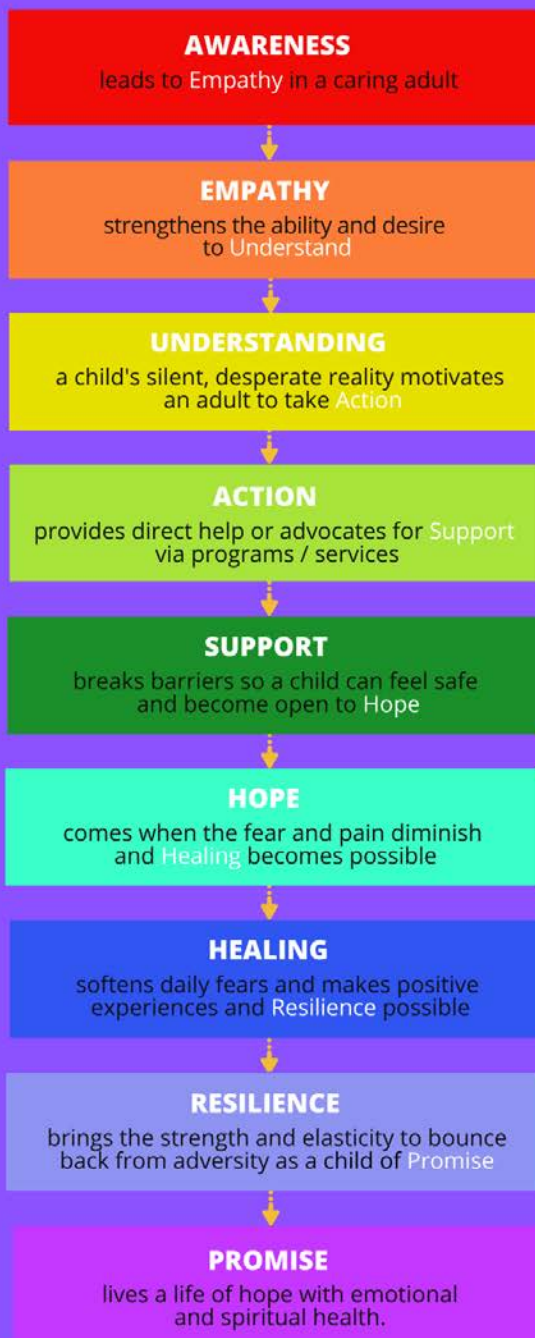 AWARENESS
leads to Empathy in a caring adult
EMPATHY
strengthens the ability and desire
to Understand
UNDERSTANDING
a child's silent, desperate reality motivates
an adult to take Action
ACTION
provides direct help or advocates for Support
via programs / services
SUPPORT
breaks barriers so a child can feel safe
and become open to Hope
HOPE
comes when the fear and pain diminish
and Healing becomes possible
HEALING
softens daily fears and makes positive
experiences and Resilience possible
RESILIENCE
brings the strength and elasticity to bounce
back from adversity as a child of Promise
PROMISE
lives a life of hope with emotional
and spiritual health.